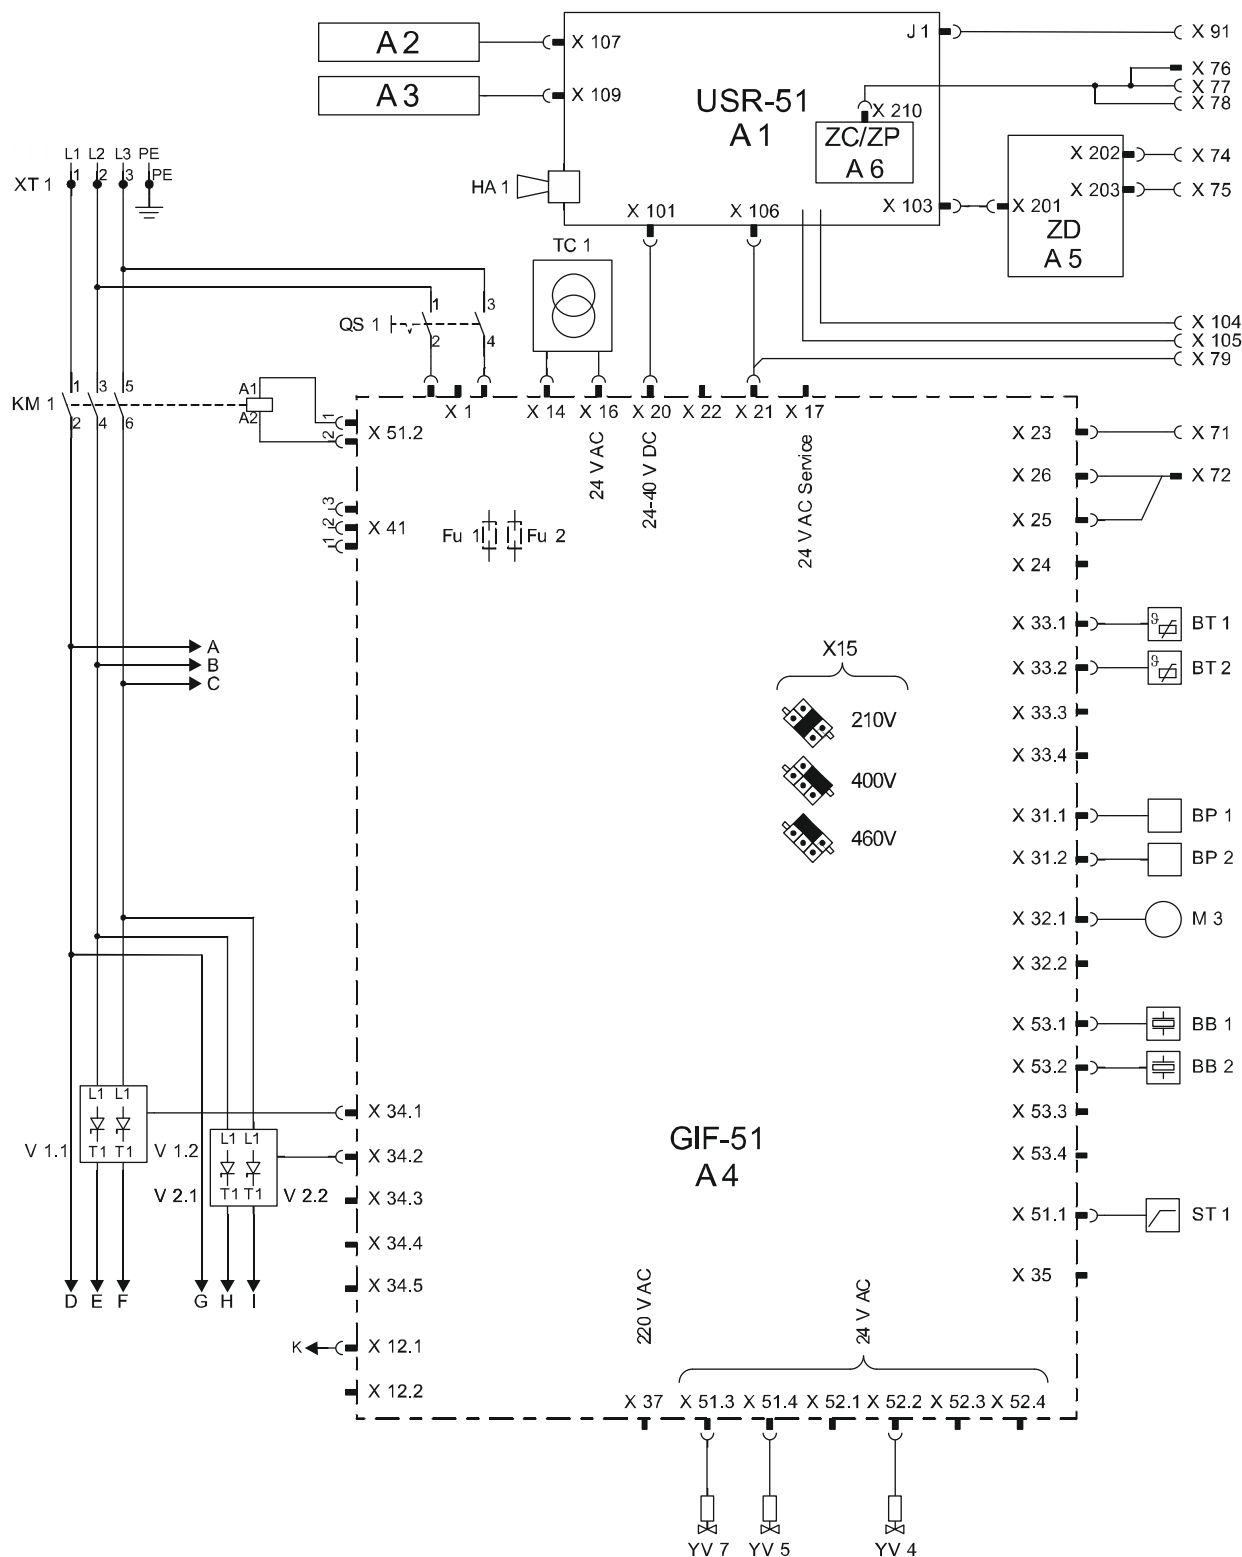 A 2
X 107
J 1
X 91
X 76
X 77
X 78
A 3
X 109
USR-51
A 1
X 210
ZC/ZP
A 6
L1 L2 L3 PE
XT 1
1 2 3 PE
HA 1
X 202
X 74
X 203
X 75
X 101
X 106
X 103
X 201
ZD
A 5
TC 1
1 3
QS 1
2 4
X 104
X 105
X 79
KM 1
1 3 5
2 4 6
A1
A2
1
2
X 51.2
X 1
X 14
X 16
X 20
X 22
X 21
X 17
24 V AC
24-40 V DC
24 V AC Service
X 23
X 71
X 26
X 72
X 25
X 24
3
2
1
X 41
Fu 1
Fu 2
X 33.1
BT 1
ϑ
X 33.2
BT 2
ϑ
X 33.3
X 33.4
A
B
C
X15
210V
400V
460V
X 31.1
BP 1
X 31.2
BP 2
X 32.1
M 3
X 32.2
X 53.1
BB 1
X 53.2
BB 2
X 53.3
X 53.4
L1 L1
T1 T1
V 1.1
V 1.2
L1 L1
T1 T1
V 2.1
V 2.2
X 34.1
X 34.2
X 34.3
X 34.4
X 34.5
GIF-51
A 4
X 51.1
ST 1
X 35
D E F G H I
K
X 12.1
X 12.2
220 V AC
24 V AC
X 37
X 51.3
X 51.4
X 52.1
X 52.2
X 52.3
X 52.4
YV 7
YV 5
YV 4